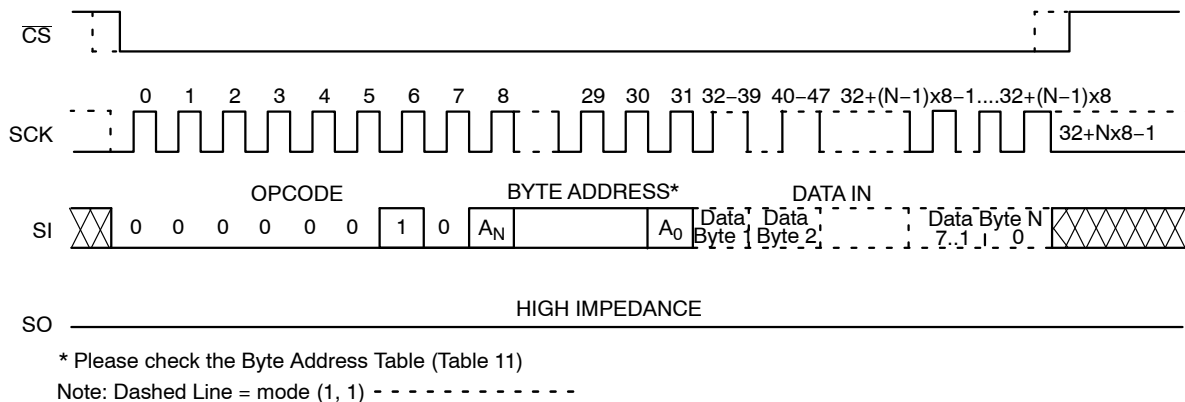 CS
0 1 2 3 4 5 6 7 8 29 30 31 32–39 40–47 32+(N–1)x8–1....32+(N–1)x8
SCK
32+Nx8–1
OPCODE BYTE ADDRESS* DATA IN
SI 0 0 0 0 0 0 1 0 AN A0 Data Byte 1 Data Byte 2 Data Byte N 7..1 0
HIGH IMPEDANCE
SO
* Please check the Byte Address Table (Table 11)
Note: Dashed Line = mode (1, 1)